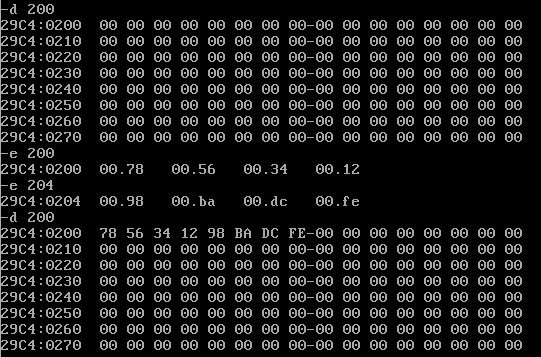 -d 200
29C4:0200  00 00 00 00 00 00 00 00-00 00 00 00 00 00 00 00
29C4:0210  00 00 00 00 00 00 00 00-00 00 00 00 00 00 00 00
29C4:0220  00 00 00 00 00 00 00 00-00 00 00 00 00 00 00 00
29C4:0230  00 00 00 00 00 00 00 00-00 00 00 00 00 00 00 00
29C4:0240  00 00 00 00 00 00 00 00-00 00 00 00 00 00 00 00
29C4:0250  00 00 00 00 00 00 00 00-00 00 00 00 00 00 00 00
29C4:0260  00 00 00 00 00 00 00 00-00 00 00 00 00 00 00 00
29C4:0270  00 00 00 00 00 00 00 00-00 00 00 00 00 00 00 00
-e 200
29C4:0200  00.78   00.56   00.34   00.12
-e 204
29C4:0204  00.98   00.ba   00.dc   00.fe
-d 200
29C4:0200  78 56 34 12 98 BA DC FE-00 00 00 00 00 00 00 00
29C4:0210  00 00 00 00 00 00 00 00-00 00 00 00 00 00 00 00
29C4:0220  00 00 00 00 00 00 00 00-00 00 00 00 00 00 00 00
29C4:0230  00 00 00 00 00 00 00 00-00 00 00 00 00 00 00 00
29C4:0240  00 00 00 00 00 00 00 00-00 00 00 00 00 00 00 00
29C4:0250  00 00 00 00 00 00 00 00-00 00 00 00 00 00 00 00
29C4:0260  00 00 00 00 00 00 00 00-00 00 00 00 00 00 00 00
29C4:0270  00 00 00 00 00 00 00 00-00 00 00 00 00 00 00 00